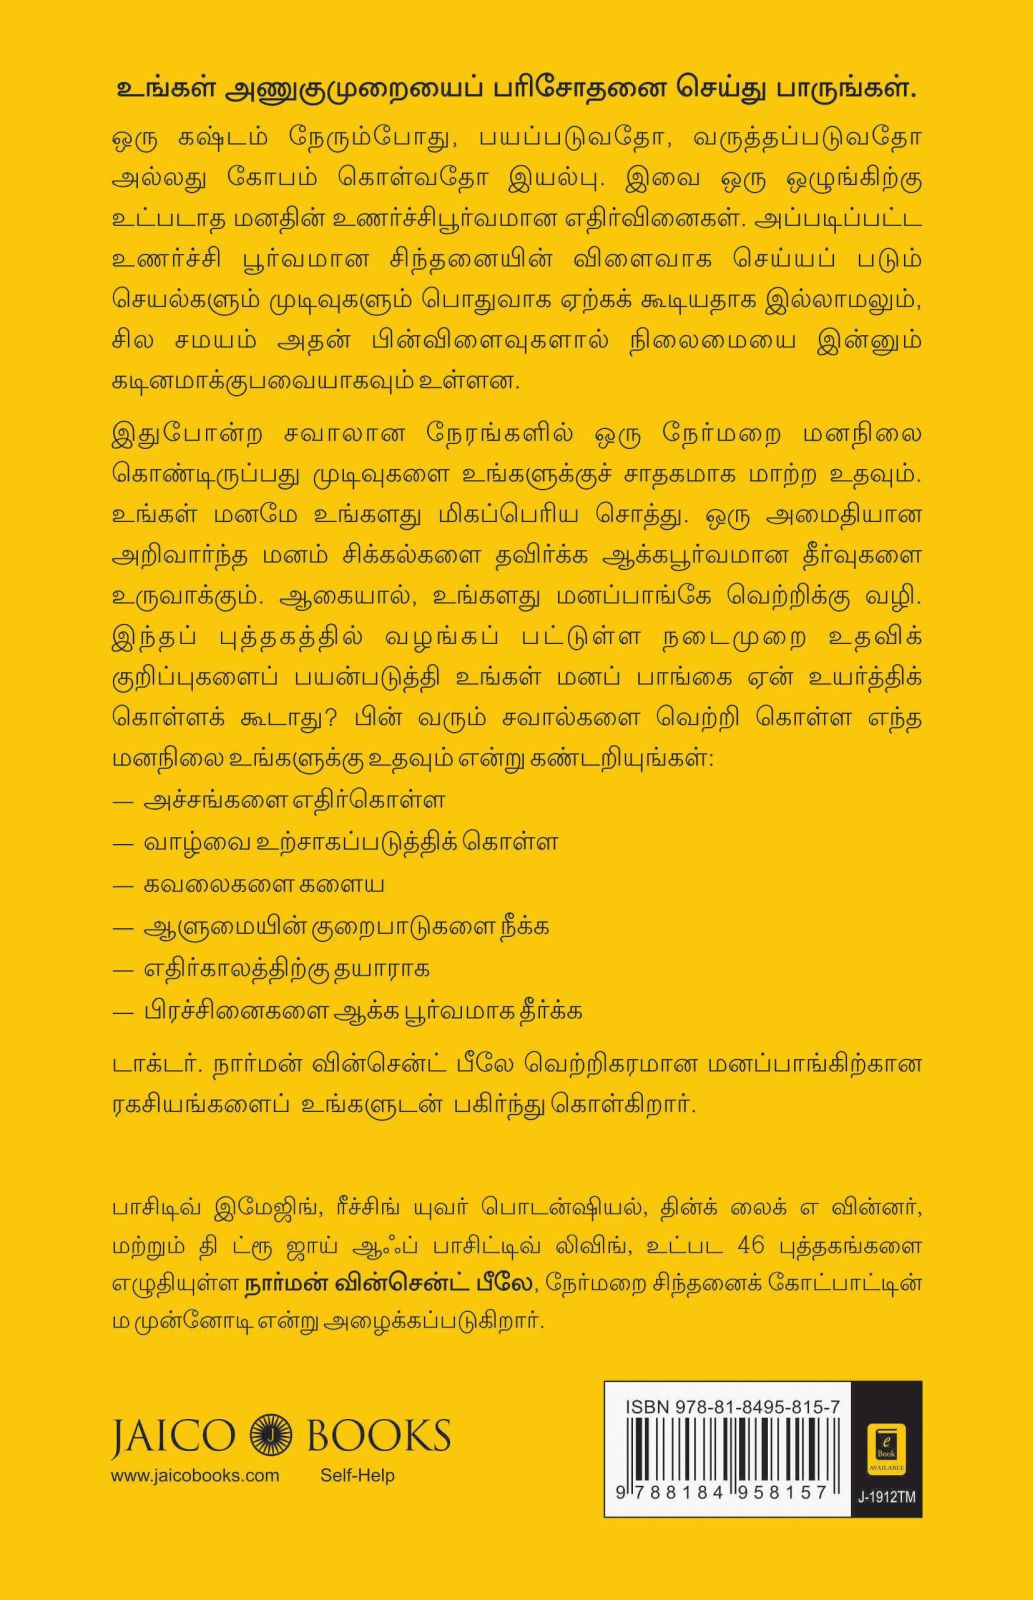 உங்கள் அணுகுமுறையைப் பரிசோதனை செய்து பாருங்கள்.
ஒரு கஷ்டம் நேரும்போது, பயப்படுவதோ, வருத்தப்படுவதோ
அல்லது கோபம் கொள்வதோ இயல்பு. இவை ஒரு ஒழுங்கிற்கு
உட்படாத மனதின் உணர்ச்சிபூர்வமான எதிர்வினைகள். அப்படிப்பட்ட
உணர்ச்சி பூர்வமான சிந்தனையின் விளைவாக செய்யப் படும்
செயல்களும் முடிவுகளும் பொதுவாக ஏற்கக் கூடியதாக இல்லாமலும்,
சில சமயம் அதன் பின்விளைவுகளால் நிலைமையை இன்னும்
கடினமாக்குபவையாகவும் உள்ளன.
இதுபோன்ற சவாலான நேரங்களில் ஒரு நேர்மறை மனநிலை
கொண்டிருப்பது முடிவுகளை உங்களுக்குச் சாதகமாக மாற்ற உதவும்.
உங்கள் மனமே உங்களது மிகப்பெரிய சொத்து. ஒரு அமைதியான
அறிவார்ந்த மனம் சிக்கல்களை தவிர்க்க ஆக்கபூர்வமான தீர்வுகளை
உருவாக்கும். ஆகையால், உங்களது மனப்பாங்கே வெற்றிக்கு வழி.
இந்தப் புத்தகத்தில் வழங்கப் பட்டுள்ள நடைமுறை உதவிக்
குறிப்புகளைப் பயன்படுத்தி உங்கள் மனப் பாங்கை ஏன் உயர்த்திக்
கொள்ளக் கூடாது? பின் வரும் சவால்களை வெற்றி கொள்ள எந்த
மனநிலை உங்களுக்கு உதவும் என்று கண்டறியுங்கள்:
— அச்சங்களை எதிர்கொள்ள
— வாழ்வை உற்சாகப்படுத்திக் கொள்ள
— கவலைகளை களைய
— ஆளுமையின் குறைபாடுகளை நீக்க
— எதிர்காலத்திற்கு தயாராக
— பிரச்சினைகளை ஆக்க பூர்வமாக தீர்க்க
டாக்டர். நார்மன் வின்சென்ட் பீலே வெற்றிகரமான மனப்பாங்கிற்கான
ரகசியங்களைப் உங்களுடன் பகிர்ந்து கொள்கிறார்.
பாசிடிவ் இமேஜிங், ரீச்சிங் யுவர் பொடன்ஷியல், தின்க் லைக் எ வின்னர்,
மற்றும் தி ட்ரூ ஜாய் ஆஃப் பாசிட்டிவ் லிவிங், உட்பட 46 புத்தகங்களை
எழுதியுள்ள நார்மன் வின்சென்ட் பீலே, நேர்மறை சிந்தனைக் கோட்பாட்டின்
ம முன்னோடி என்று அழைக்கப்படுகிறார்.
JAICO J BOOKS
www.jaicobooks.com Self-Help
ISBN 978-81-8495-815-7
9 788184 958157
e
Book
AVAILABLE
J-1912TM